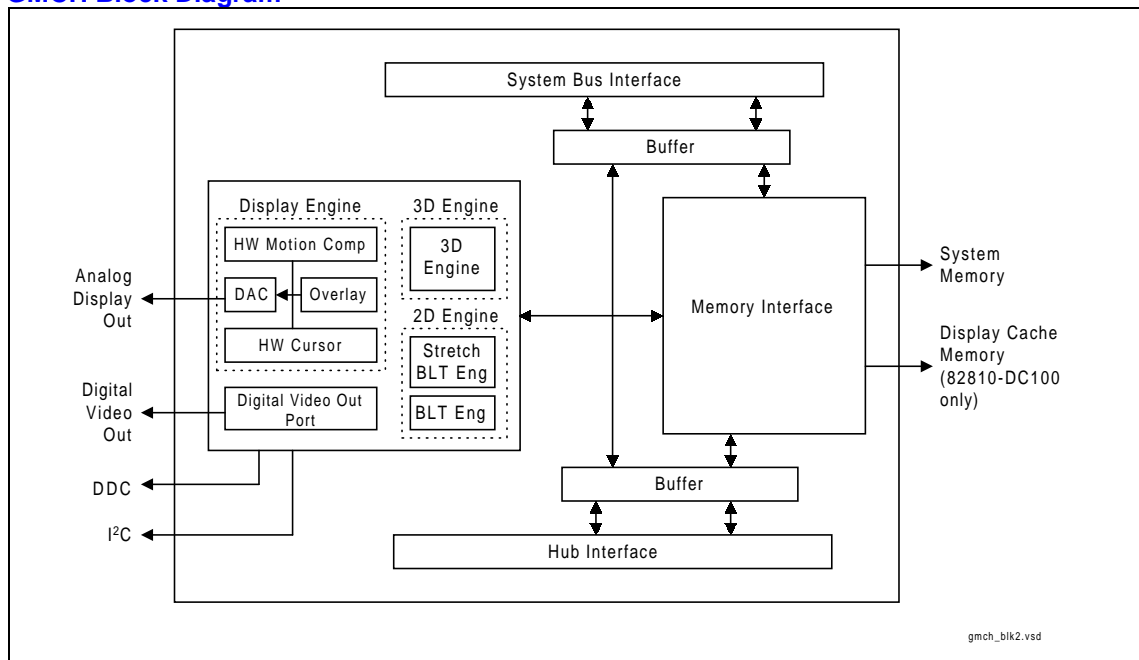 GMCH Block Diagram
System Bus Interface
Buffer
Display Engine
3D Engine
HW Motion Comp
3D
Engine
DAC
Overlay
HW Cursor
2D Engine
Stretch
BLT Eng
BLT Eng
Digital Video Out
Port
Memory Interface
Analog
Display
Out
Digital
Video
Out
DDC
I²C
System
Memory
Display Cache
Memory
(82810-DC100
only)
Buffer
Hub Interface
gmch_blk2.vsd